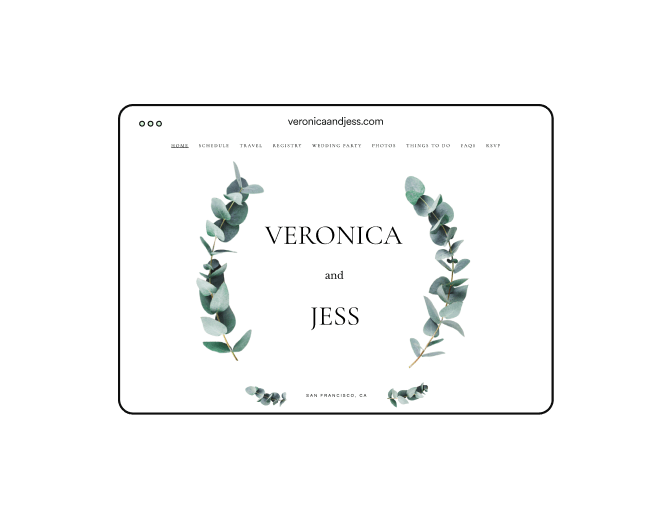 veronicaandjess.com
HOME SCHEDULE TRAVEL REGISTRY WEDDING PARTY PHOTOS THINGS TO DO FAQS RSVP
VERONICA
and
JESS
SAN FRANCISCO, CA